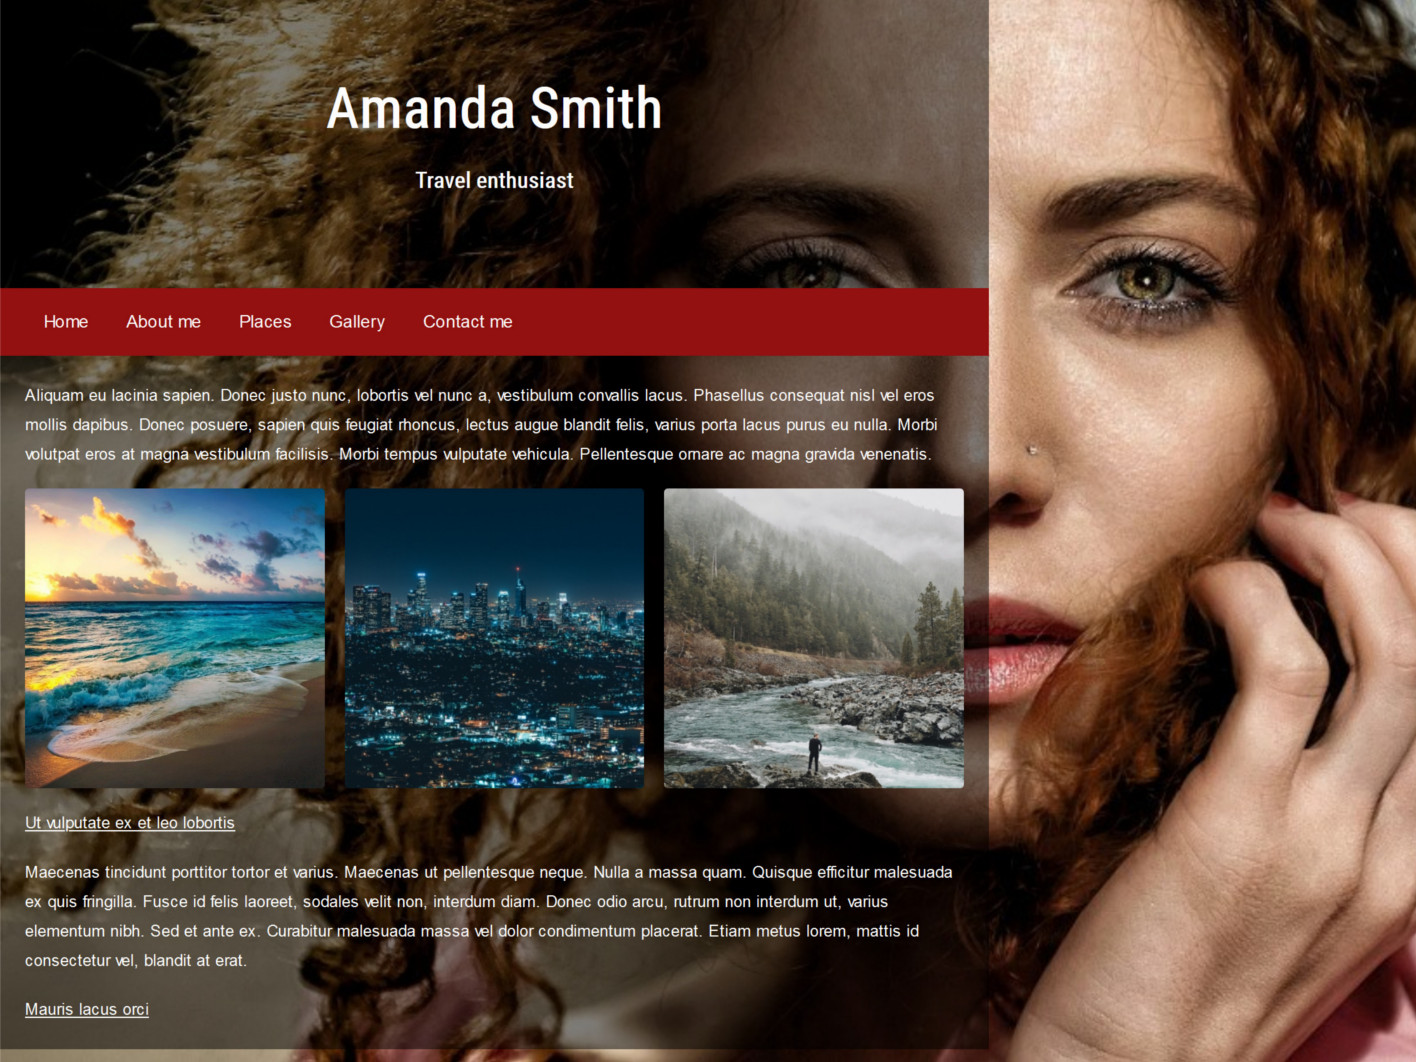 Amanda Smith
Travel enthusiast
Home About me Places Gallery Contact me
Aliquam eu lacinia sapien. Donec justo nunc, lobortis vel nunc a, vestibulum convallis lacus. Phasellus consequat nisl vel eros
mollis dapibus. Donec posuere, sapien quis feugiat rhoncus, lectus augue blandit felis, varius porta lacus purus eu nulla. Morbi
volutpat eros at magna vestibulum facilisis. Morbi tempus vulputate vehicula. Pellentesque ornare ac magna gravida venenatis.
Ut vulputate ex et leo lobortis
Maecenas tincidunt porttitor tortor et varius. Maecenas ut pellentesque neque. Nulla a massa quam. Quisque efficitur malesuada
ex quis fringilla. Fusce id felis laoreet, sodales velit non, interdum diam. Donec odio arcu, rutrum non interdum ut, varius
elementum nibh. Sed et ante ex. Curabitur malesuada massa vel dolor condimentum placerat. Etiam metus lorem, mattis id
consectetur vel, blandit at erat.
Mauris lacus orci